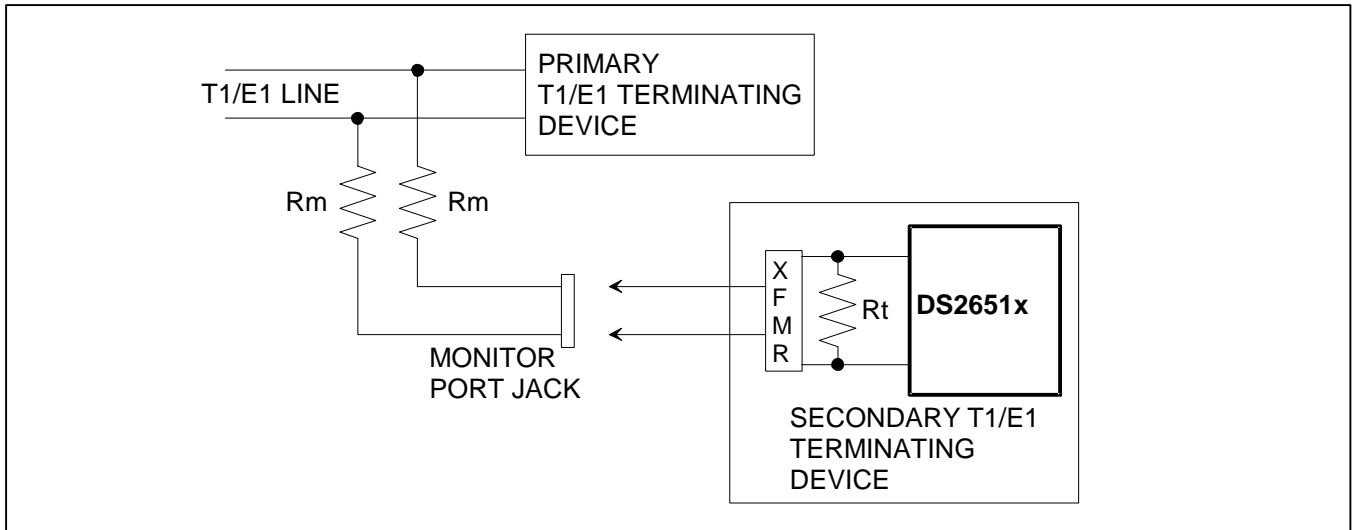 PRIMARY
T1/E1 TERMINATING
DEVICE
T1/E1 LINE
Rm
Rm
MONITOR
PORT JACK
X
F
M
R
Rt
DS2651x
SECONDARY T1/E1
TERMINATING
DEVICE